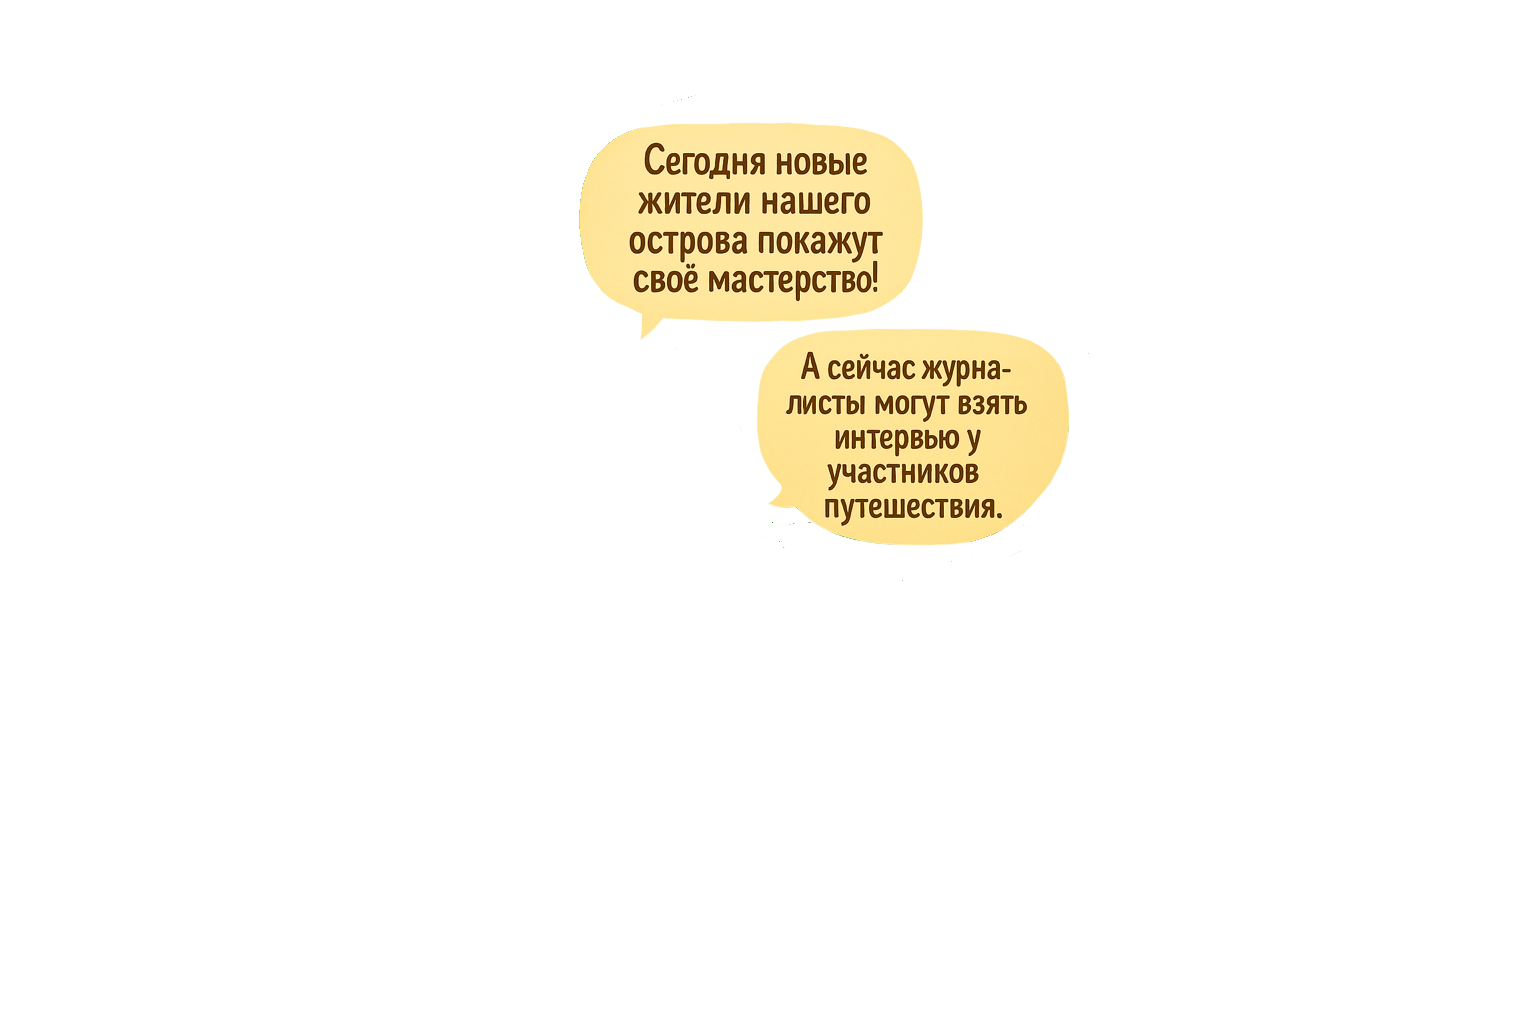 Сегодня новые
жители нашего
острова покажут
своё мастерство!
А сейчас журна-
листы могут взять
интервью у
участников
путешествия.